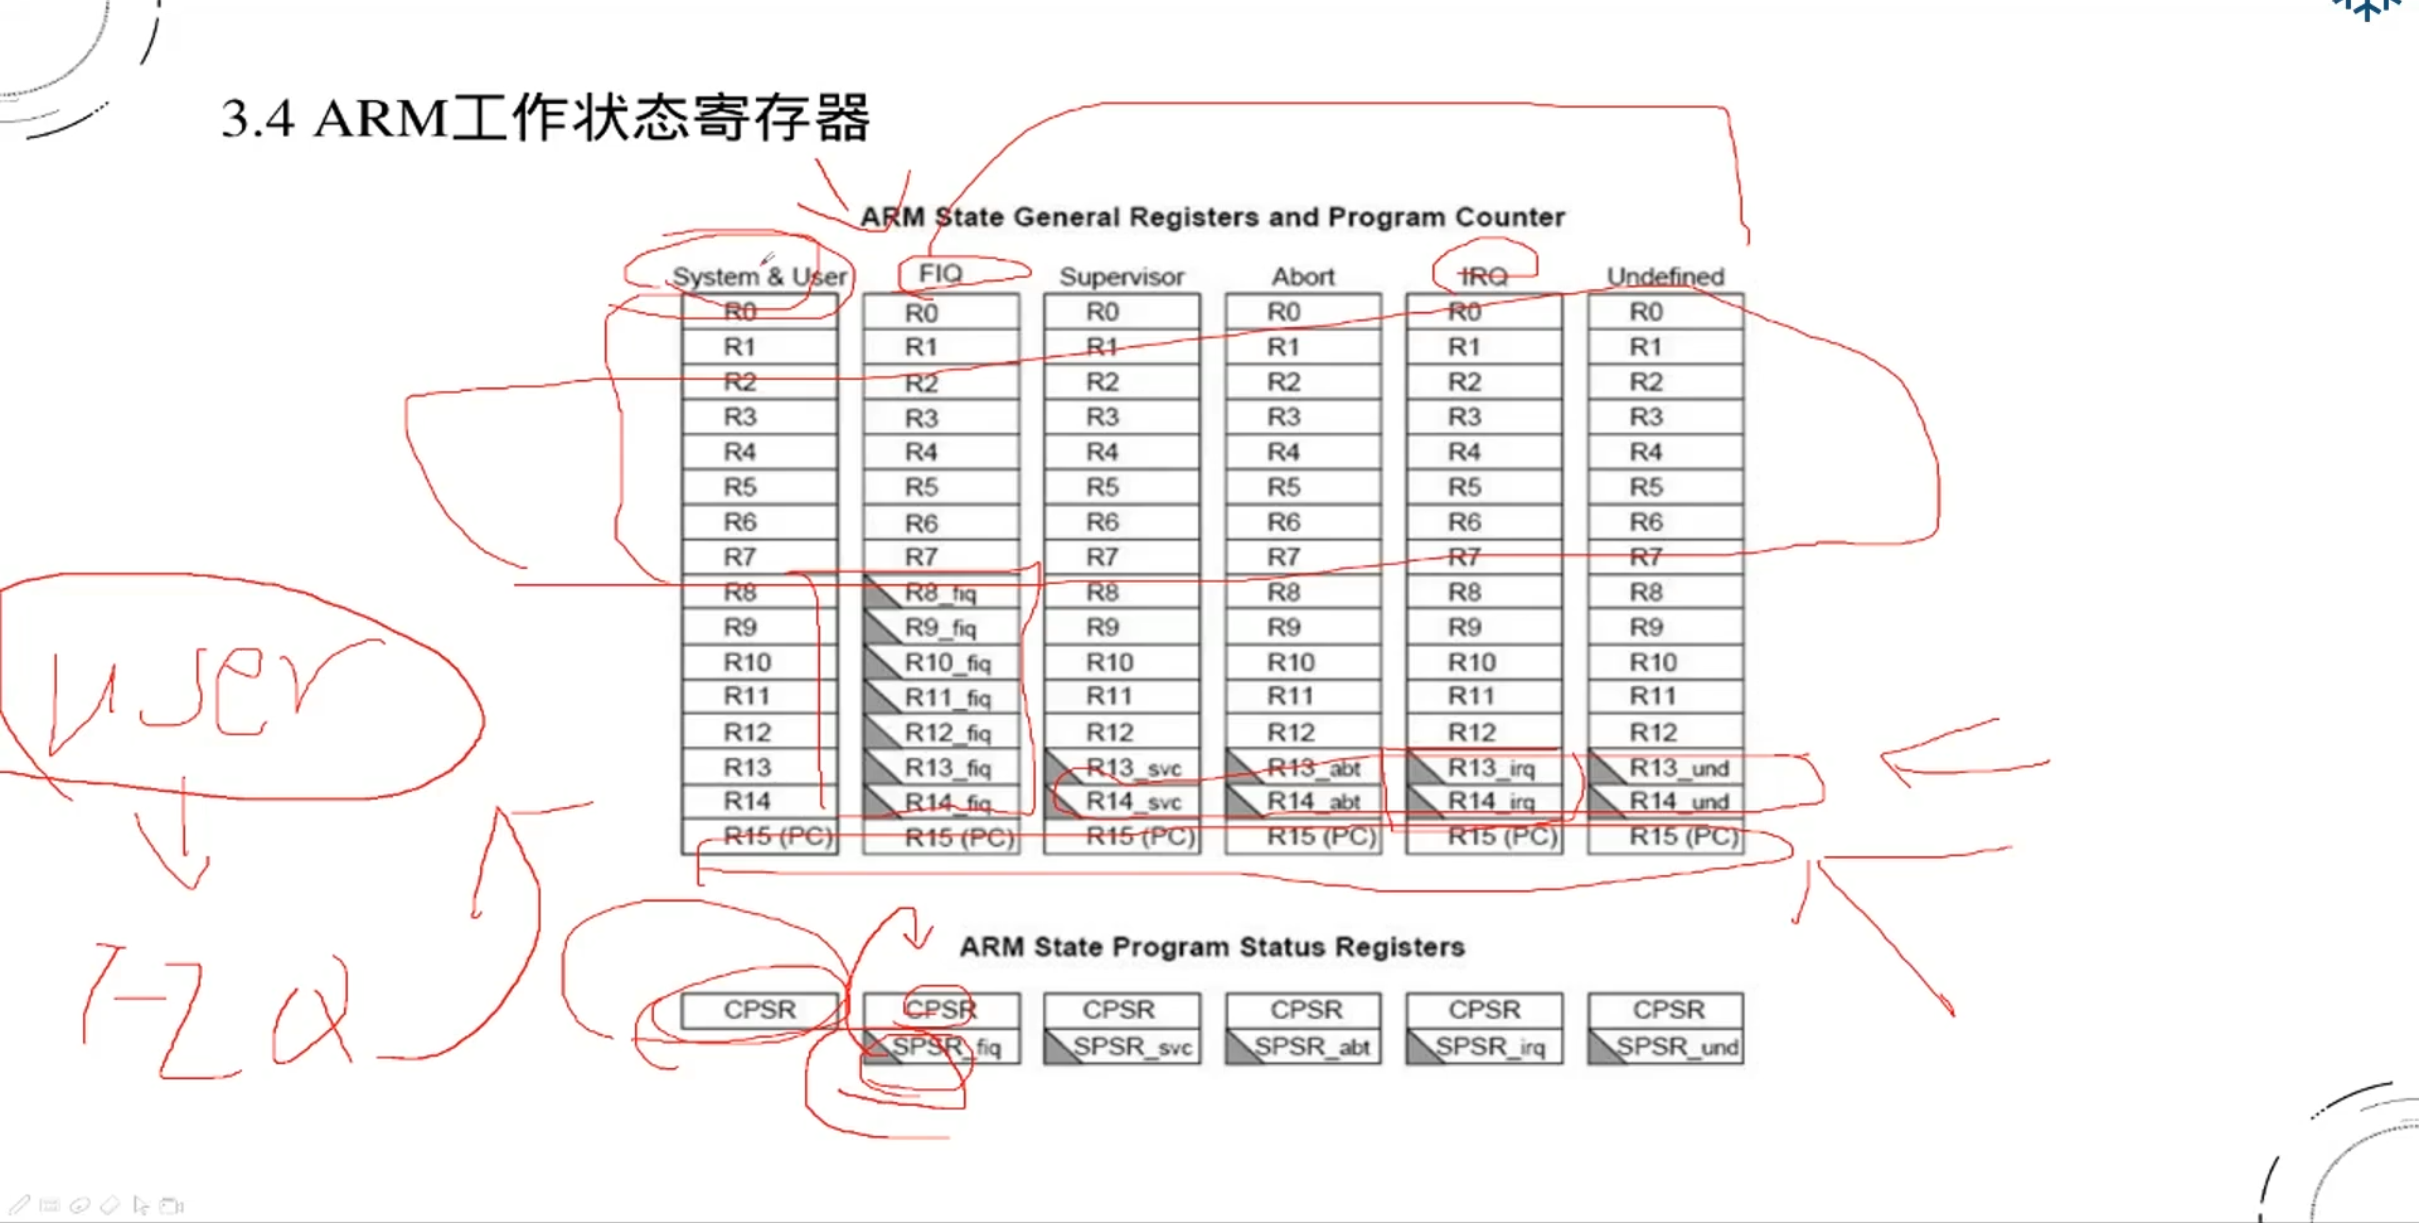 3.4 ARM工作状态寄存器
ARM State General Registers and Program Counter
System & User FIQ Supervisor Abort IRQ Undefined
R0 R0 R0 R0 R0 R0
R1 R1 R1 R1 R1 R1
R2 R2 R2 R2 R2 R2
R3 R3 R3 R3 R3 R3
R4 R4 R4 R4 R4 R4
R5 R5 R5 R5 R5 R5
R6 R6 R6 R6 R6 R6
R7 R7 R7 R7 R7 R7
R8 R8_fiq R8 R8 R8 R8
R9 R9_fiq R9 R9 R9 R9
R10 R10_fiq R10 R10 R10 R10
R11 R11_fiq R11 R11 R11 R11
R12 R12_fiq R12 R12 R12 R12
R13 R13_fiq R13_svc R13_abt R13_irq R13_und
R14 R14_fiq R14_svc R14_abt R14_irq R14_und
R15 (PC) R15 (PC) R15 (PC) R15 (PC) R15 (PC) R15 (PC)
user
FIQ
ARM State Program Status Registers
CPSR CPSR CPSR CPSR CPSR CPSR
SPSR_fiq SPSR_svc SPSR_abt SPSR_irq SPSR_und